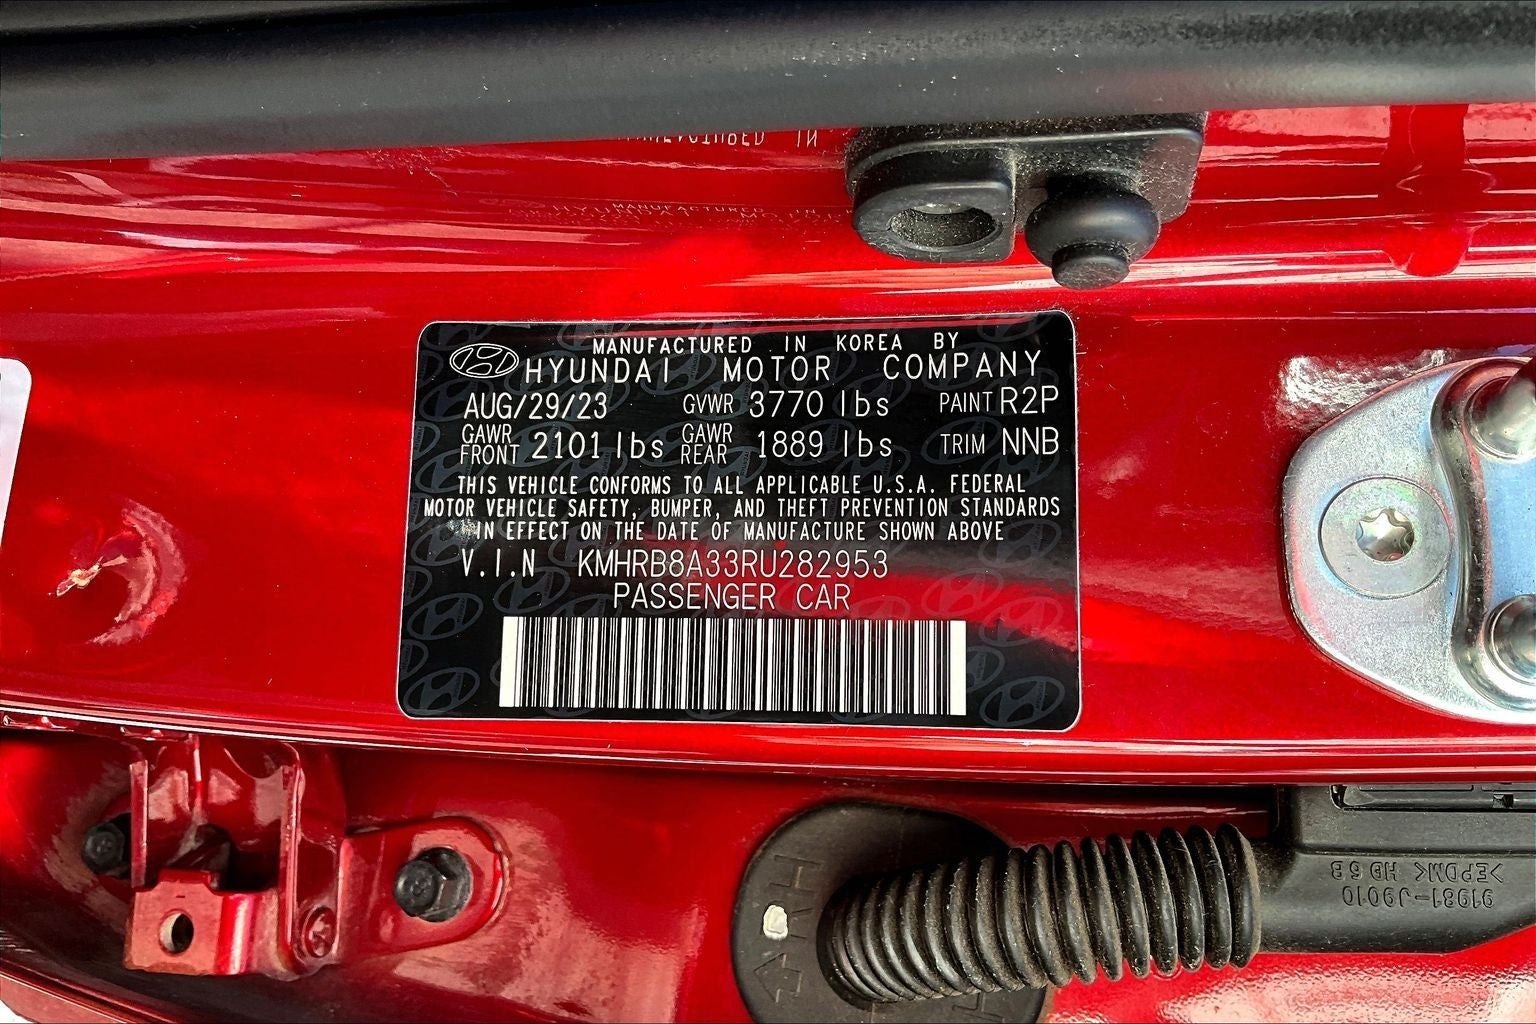 MANUFACTURED IN KOREA BY
HYUNDAI MOTOR COMPANY
AUG/29/23 GVWR 3770 lbs PAINT R2P
GAWR FRONT 2101 lbs GAWR REAR 1889 lbs TRIM NNB
THIS VEHICLE CONFORMS TO ALL APPLICABLE U.S.A. FEDERAL
MOTOR VEHICLE SAFETY, BUMPER, AND THEFT PREVENTION STANDARDS
IN EFFECT ON THE DATE OF MANUFACTURE SHOWN ABOVE
V.I.N KMHRB8A33RU282953
PASSENGER CAR
91981-J9010
>EPDM< HD 6B